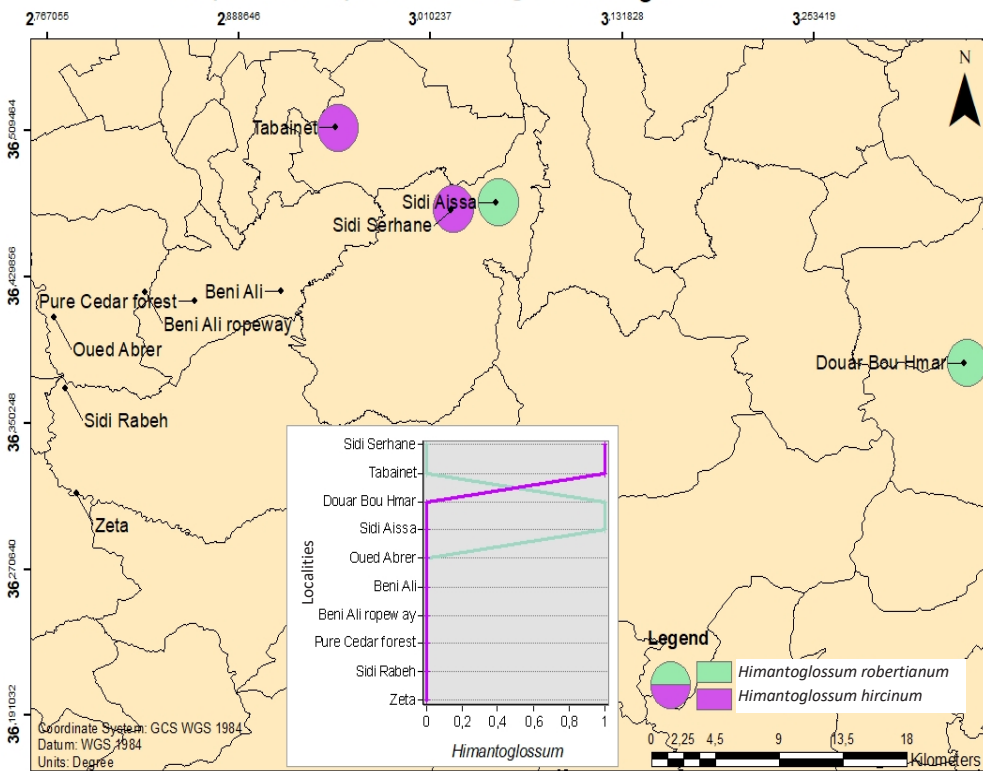 2,767055 2,888646 3,010237 3,131828 3,253419
N
36,509464
Tabainet
Sidi Aissa
Sidi Serhane
36,429856
Beni Ali
Pure Cedar forest
Beni Ali ropeway
Oued Abrer
Douar Bou Hmar
36,350248
Sidi Rabeh
Zeta
36,270640
36,191032
Localities
Sidi Serhane
Tabainet
Douar Bou Hmar
Sidi Aissa
Oued Abrer
Beni Ali
Beni Ali ropew ay
Pure Cedar forest
Sidi Rabeh
Zeta
0 0,2 0,4 0,6 0,8 1
Himantoglossum
Legend
Himantoglossum robertianum
Himantoglossum hircinum
0 2,25 4,5 9 13,5 18
Kilometers
Coordinate System: GCS WGS 1984
Datum: WGS 1984
Units: Degree